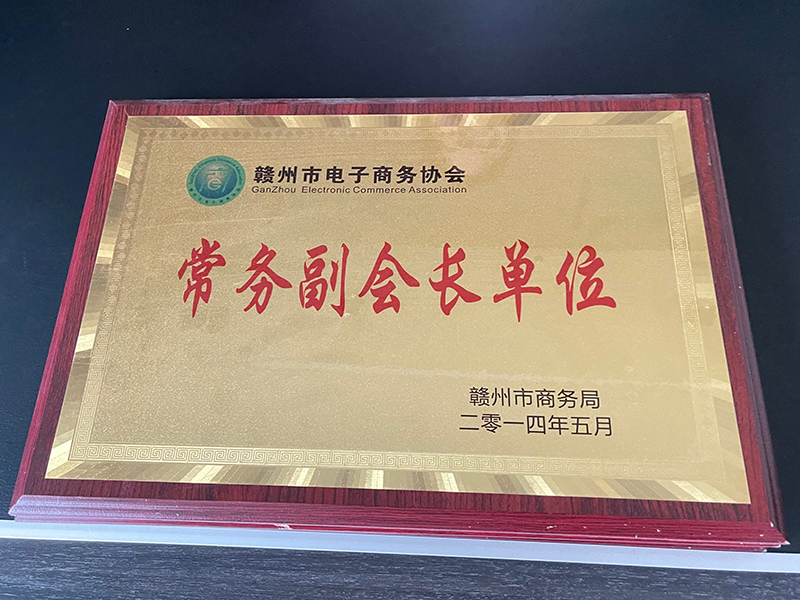 赣州市电子商务协会
GanZhou Electronic Commerce Association
常务副会长单位
赣州市商务局
二零一四年五月